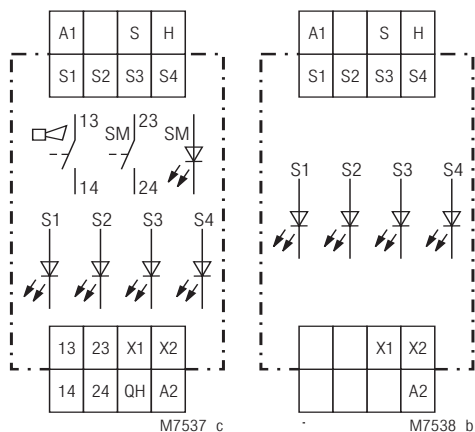 A1 S H
S1 S2 S3 S4
13 SM 23 SM
14 24
S1 S2 S3 S4
13 23 X1 X2
14 24 QH A2
M7537 c
A1 S H
S1 S2 S3 S4
S1 S2 S3 S4
X1 X2
A2
M7538 b